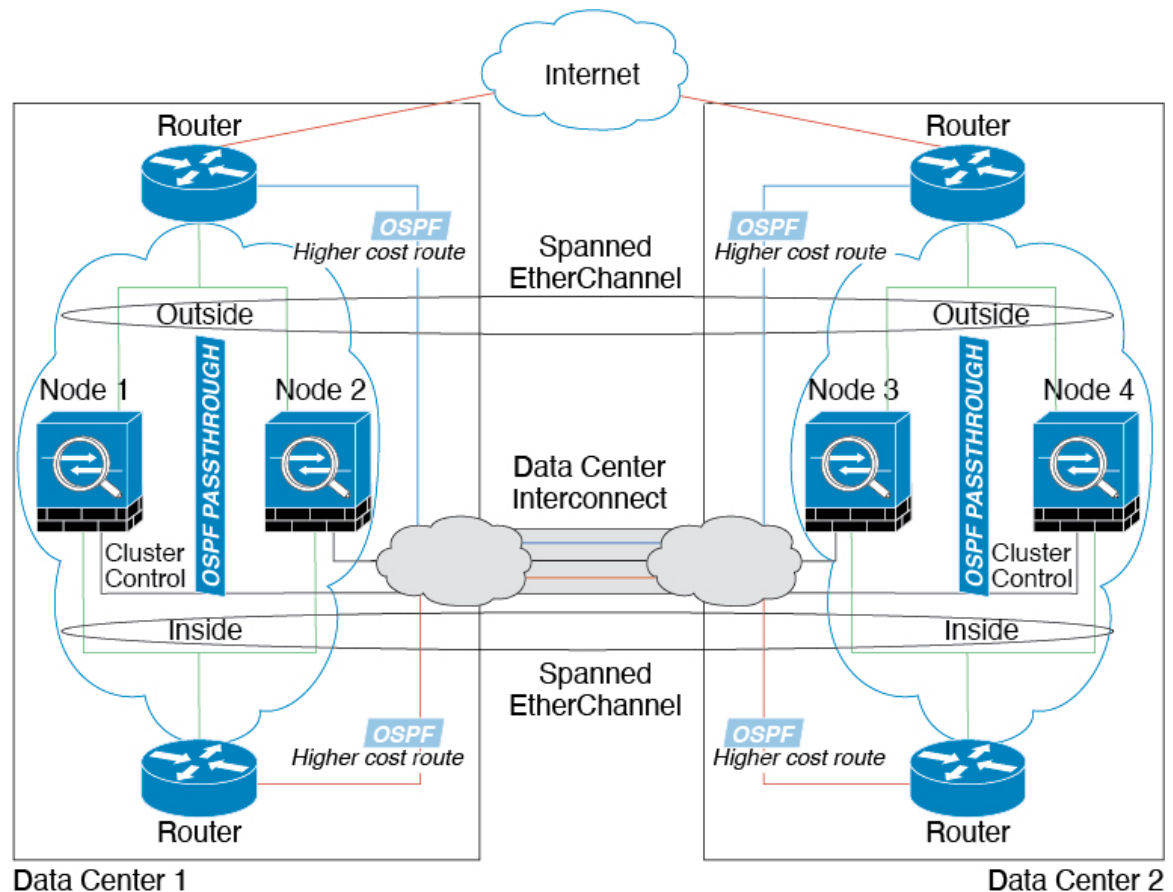 Internet
Router
Router
OSPF
Higher cost route
Spanned
EtherChannel
OSPF
Higher cost route
Outside
Outside
Node 1
OSPF PASSTHROUGH
Node 2
Node 3
OSPF PASSTHROUGH
Node 4
Data Center
Interconnect
Cluster
Control
Cluster
Control
Inside
Inside
Spanned
EtherChannel
OSPF
Higher cost route
OSPF
Higher cost route
Router
Router
Data Center 1
Data Center 2